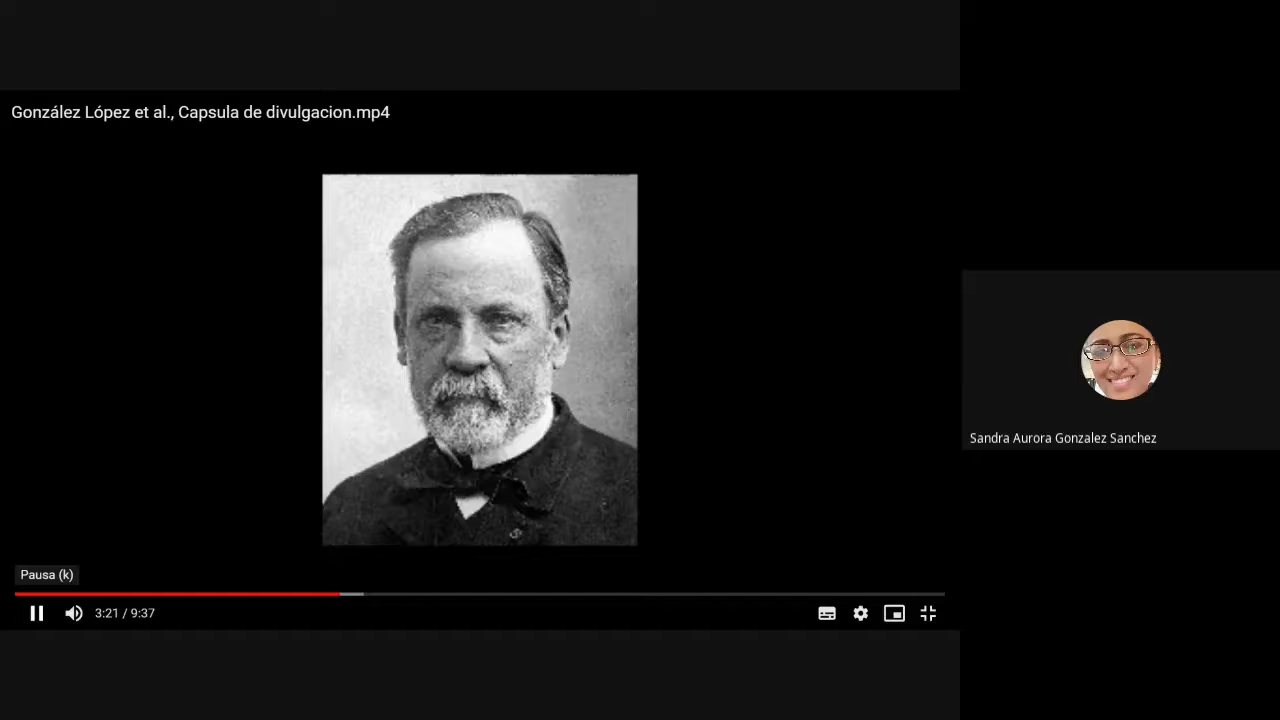 González López et al., Capsula de divulgacion.mp4
Sandra Aurora Gonzalez Sanchez
Pausa (k)
3:21 / 9:37